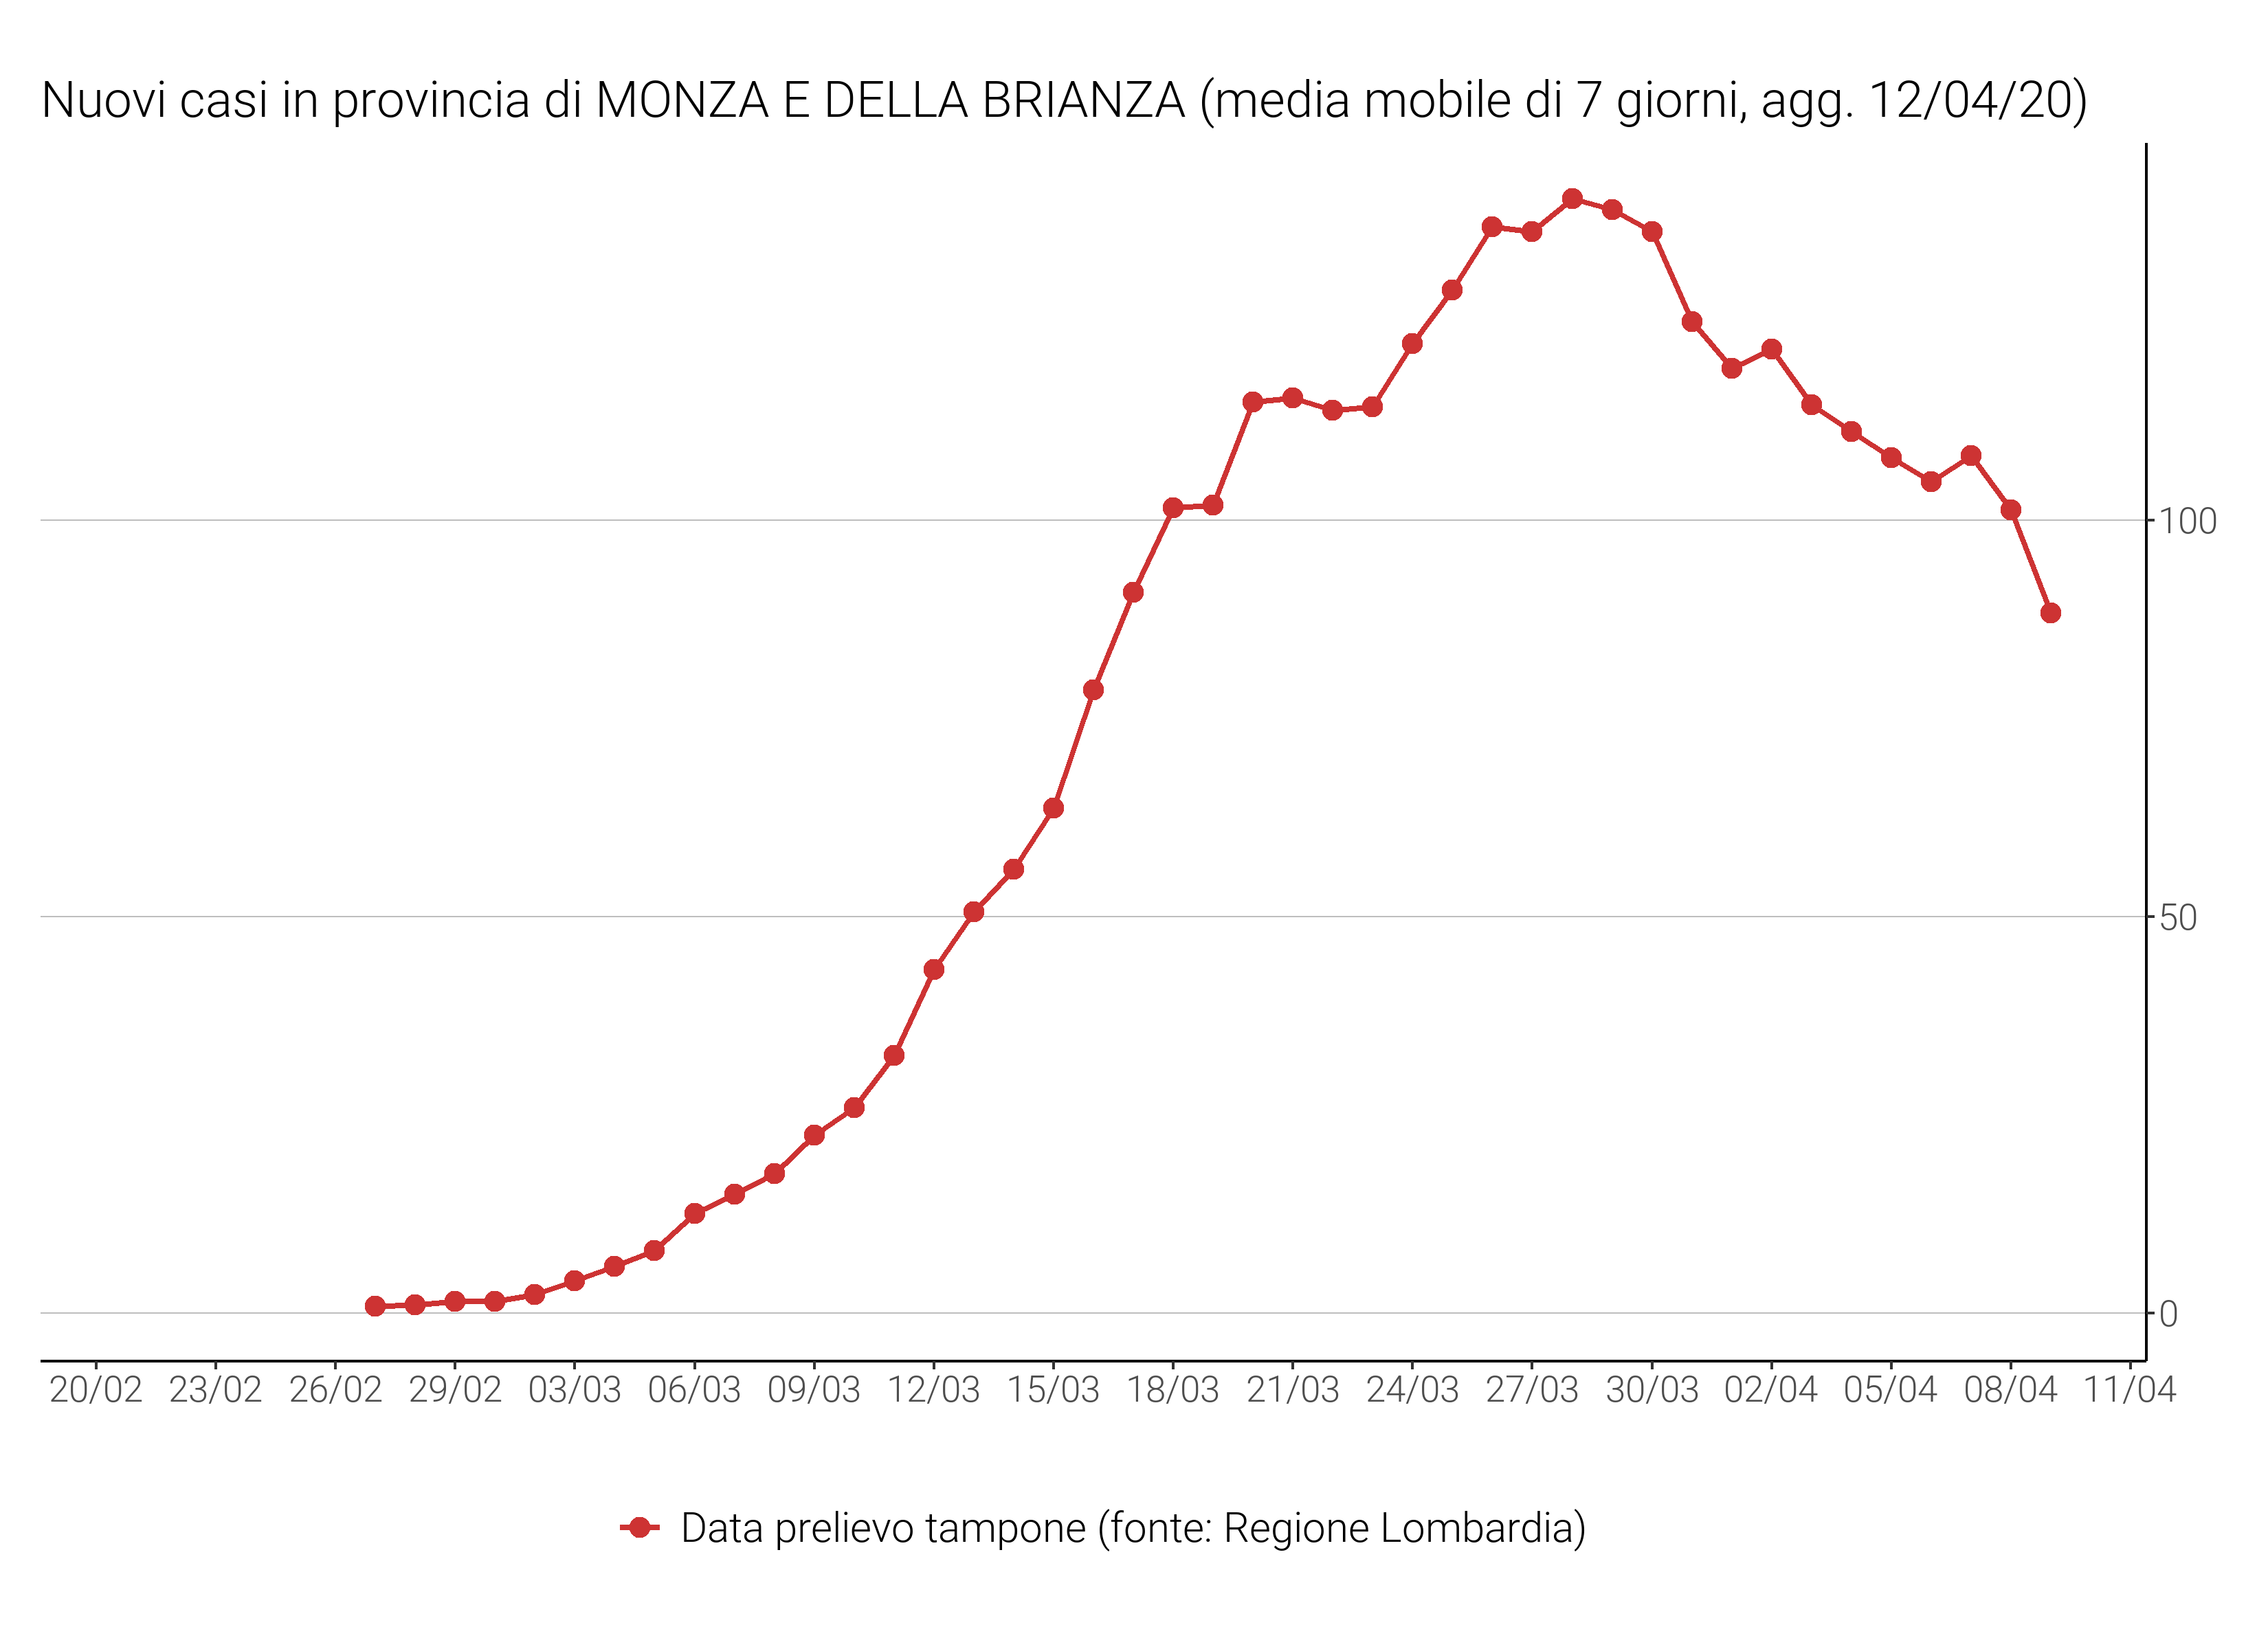 Nuovi casi in provincia di MONZA E DELLA BRIANZA (media mobile di 7 giorni, agg. 12/04/20)
100
50
0
20/02 23/02 26/02 29/02 03/03 06/03 09/03 12/03 15/03 18/03 21/03 24/03 27/03 30/03 02/04 05/04 08/04 11/04
Data prelievo tampone (fonte: Regione Lombardia)